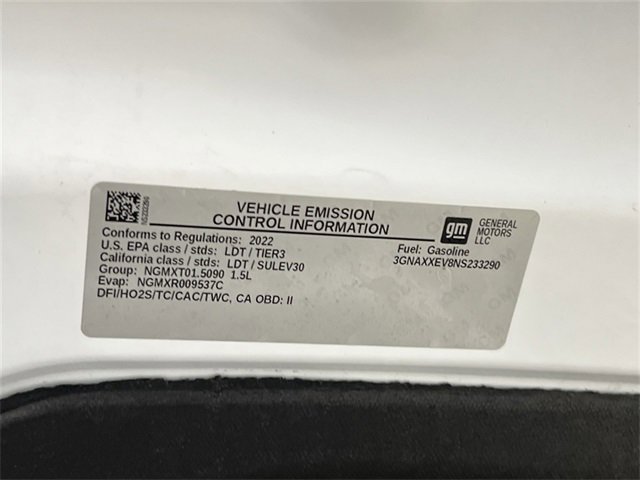 VEHICLE EMISSION
CONTROL INFORMATION
NS233290
gm
GENERAL
MOTORS
LLC
Conforms to Regulations: 2022
U.S. EPA class / stds: LDT / TIER3
California class / stds: LDT / SULEV30
Group: NGMXT01.5090 1.5L
Evap: NGMXR009537C
DFI/HO2S/TC/CAC/TWC, CA OBD: II
Fuel: Gasoline
3GNAXXEV8NS233290